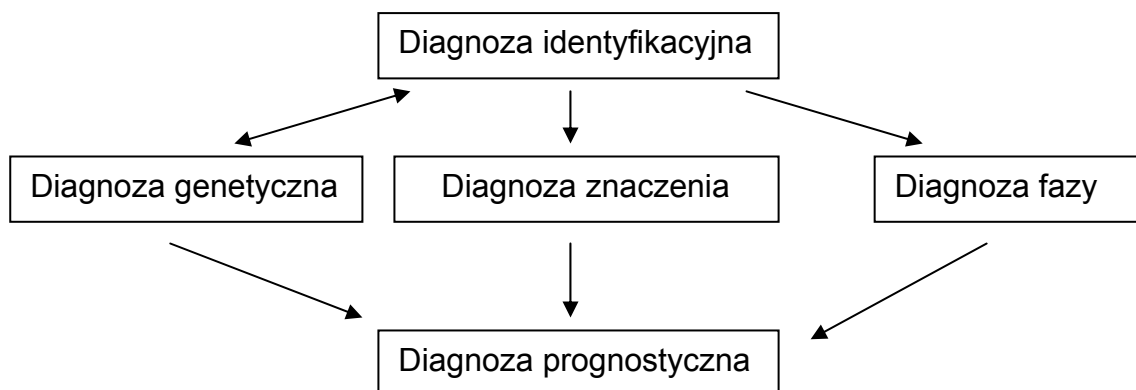 Diagnoza identyfikacyjna
Diagnoza genetyczna
Diagnoza znaczenia
Diagnoza fazy
Diagnoza prognostyczna